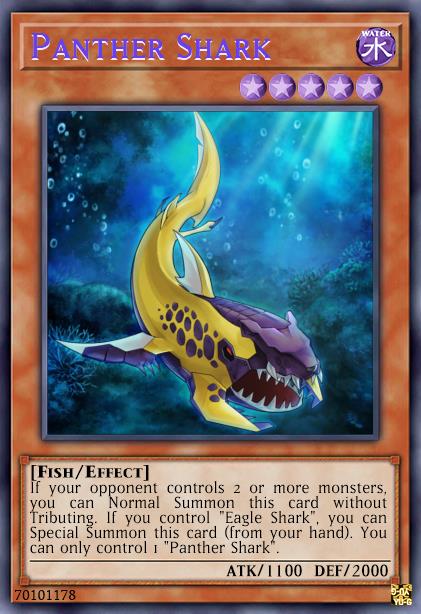 Panther Shark
WATER
水
[Fish/Effect]
If your opponent controls 2 or more monsters,
you can Normal Summon this card without
Tributing. If you control "Eagle Shark", you can
Special Summon this card (from your hand). You
can only control 1 "Panther Shark".
ATK/1100 DEF/2000
70101178